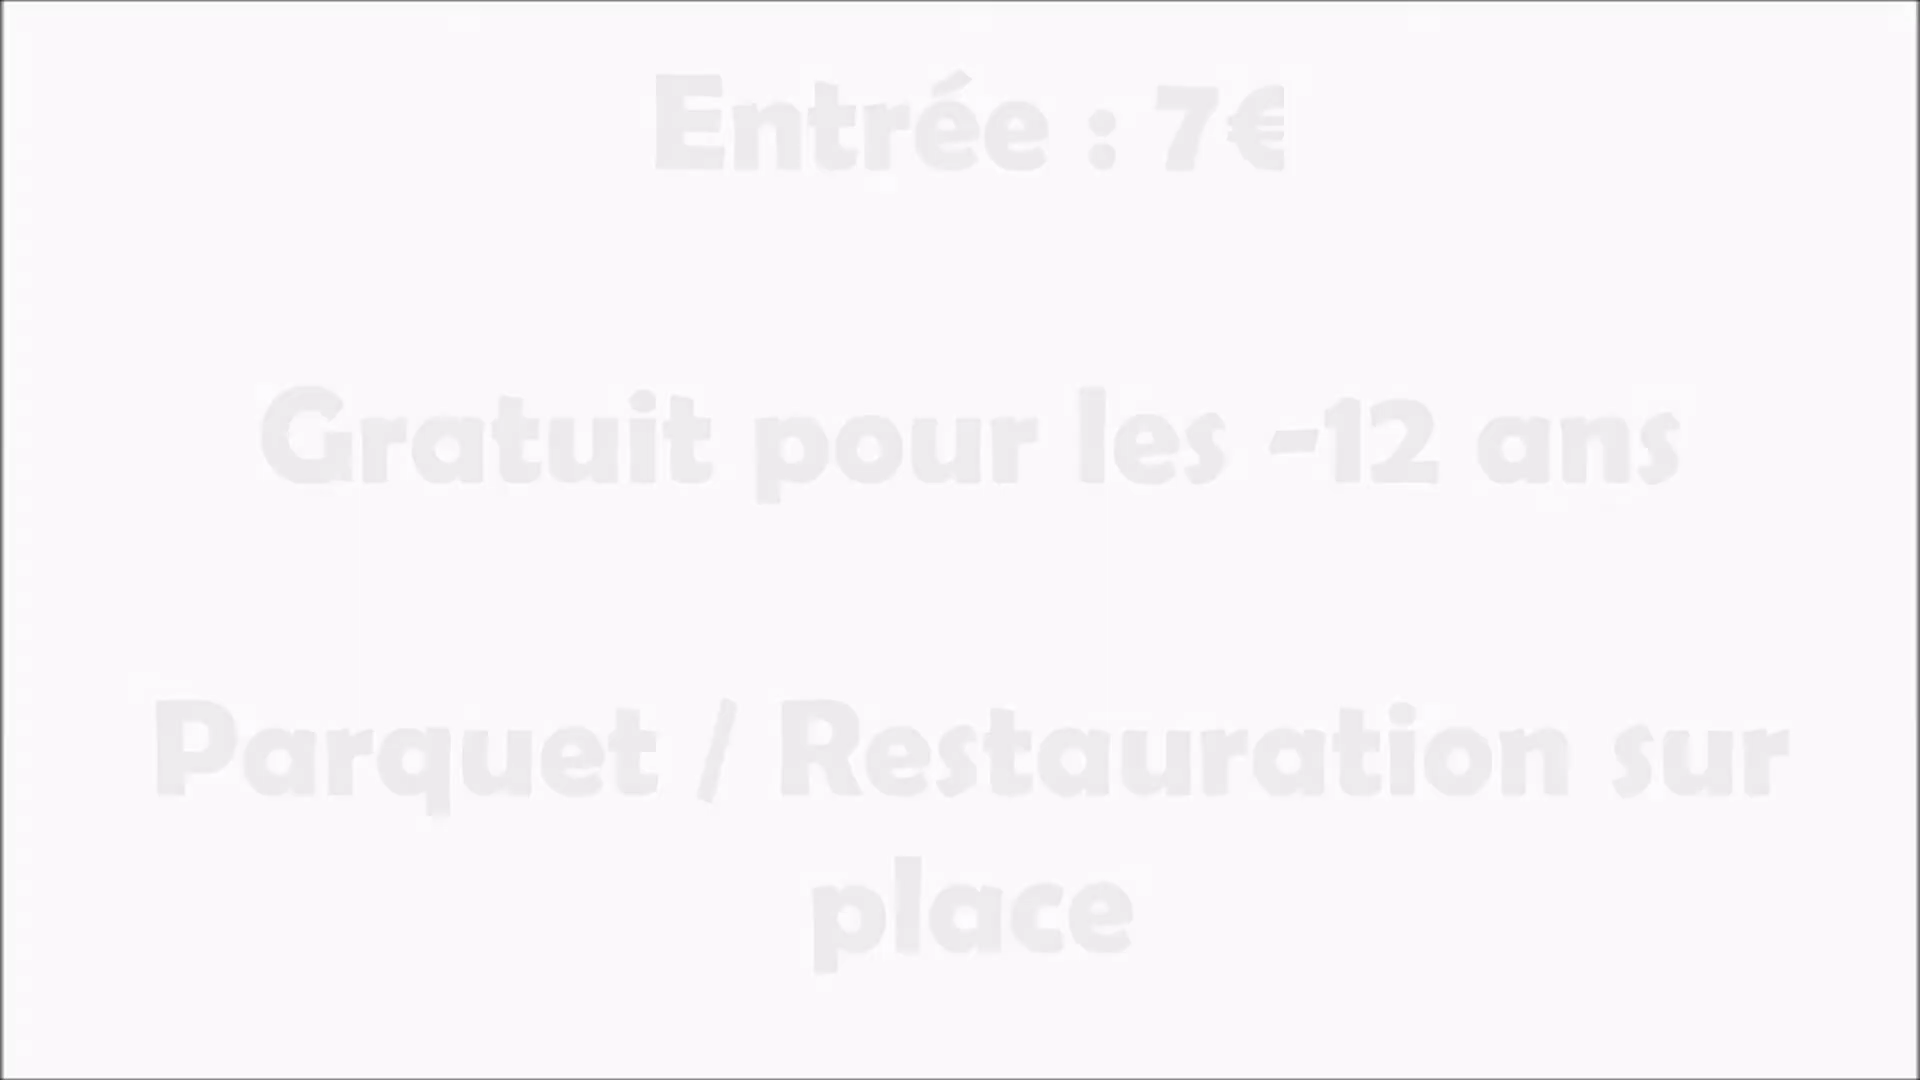 Entrée : 7€
Gratuit pour les -12 ans
Parquet / Restauration sur
place